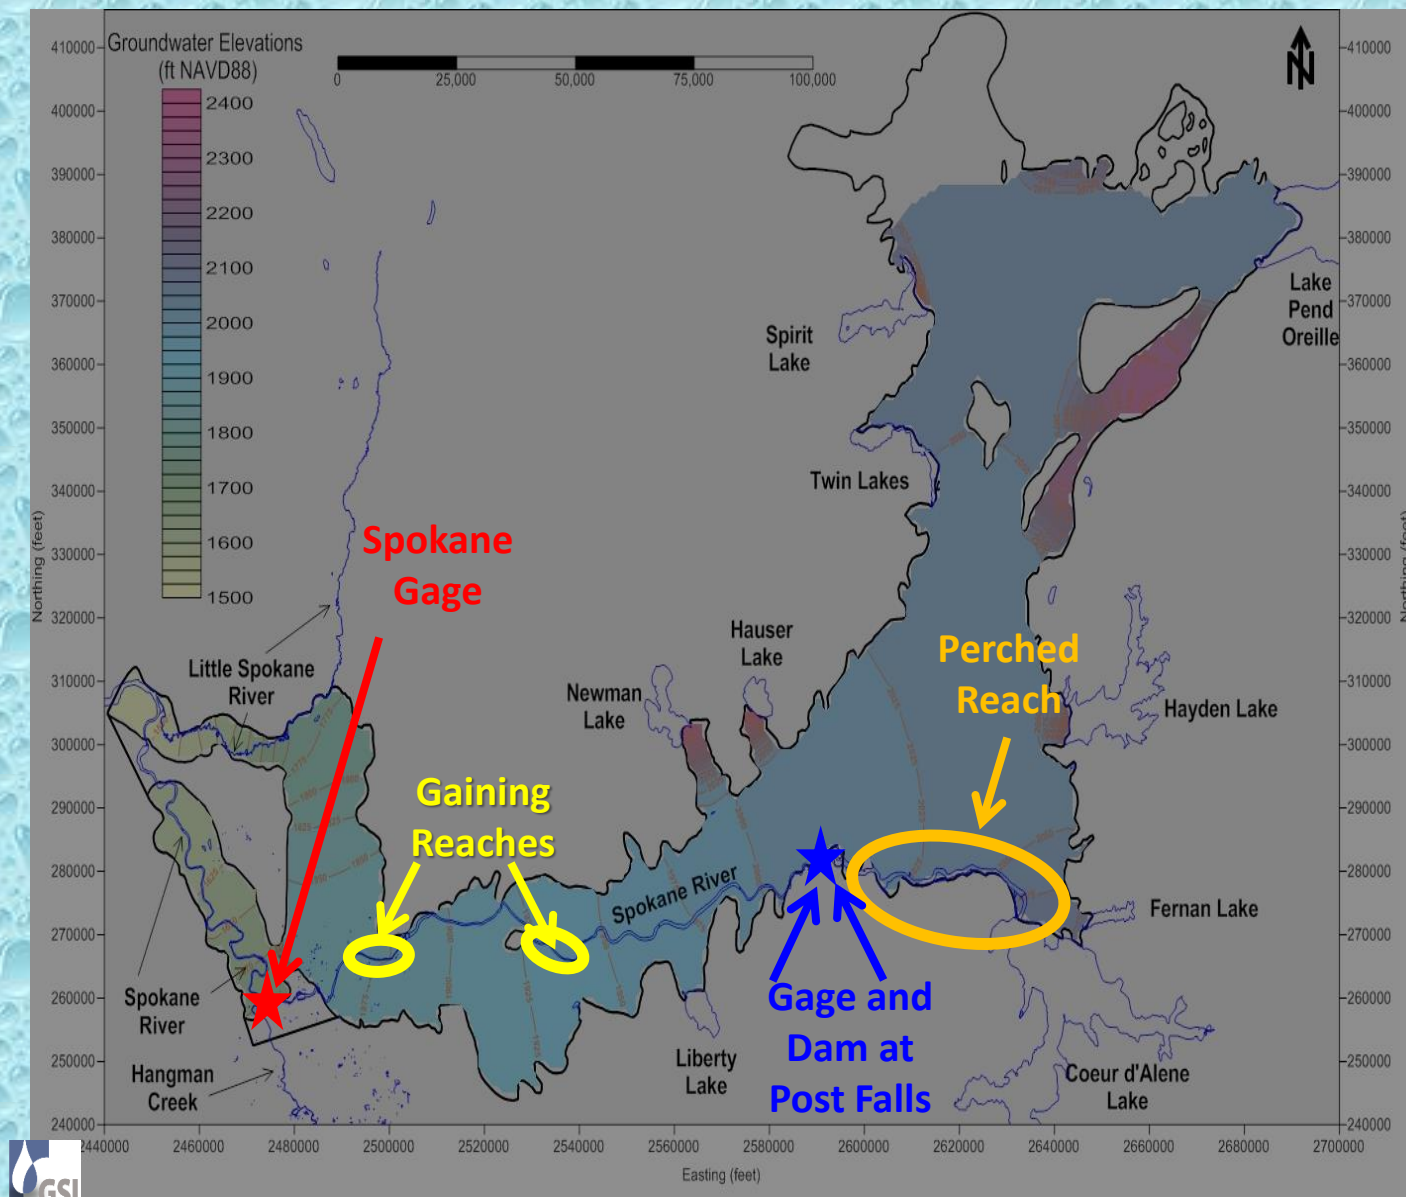 Groundwater Elevations
(ft NAVD88)
2400
2300
2200
2100
2000
1900
1800
1700
1600
1500
0 25,000 50,000 75,000 100,000
N
410000
400000
390000
380000
370000
360000
350000
340000
330000
320000
310000
300000
290000
280000
270000
260000
250000
240000
Northing (feet)
Lake
Pend
Oreille
Spirit
Lake
Twin Lakes
Spokane
Gage
Little Spokane
River
Hauser
Lake
Newman
Lake
Perched
Reach
Hayden Lake
Gaining
Reaches
Spokane River
Fernan Lake
Spokane
River
Gage and
Dam at
Post Falls
Hangman
Creek
Liberty
Lake
Coeur d'Alene
Lake
410000
400000
390000
380000
370000
360000
350000
340000
330000
320000
310000
300000
290000
280000
270000
260000
250000
240000
2440000 2460000 2480000 2500000 2520000 2540000 2560000 2580000 2600000 2620000 2640000 2660000 2680000 2700000
Easting (feet)
GSI